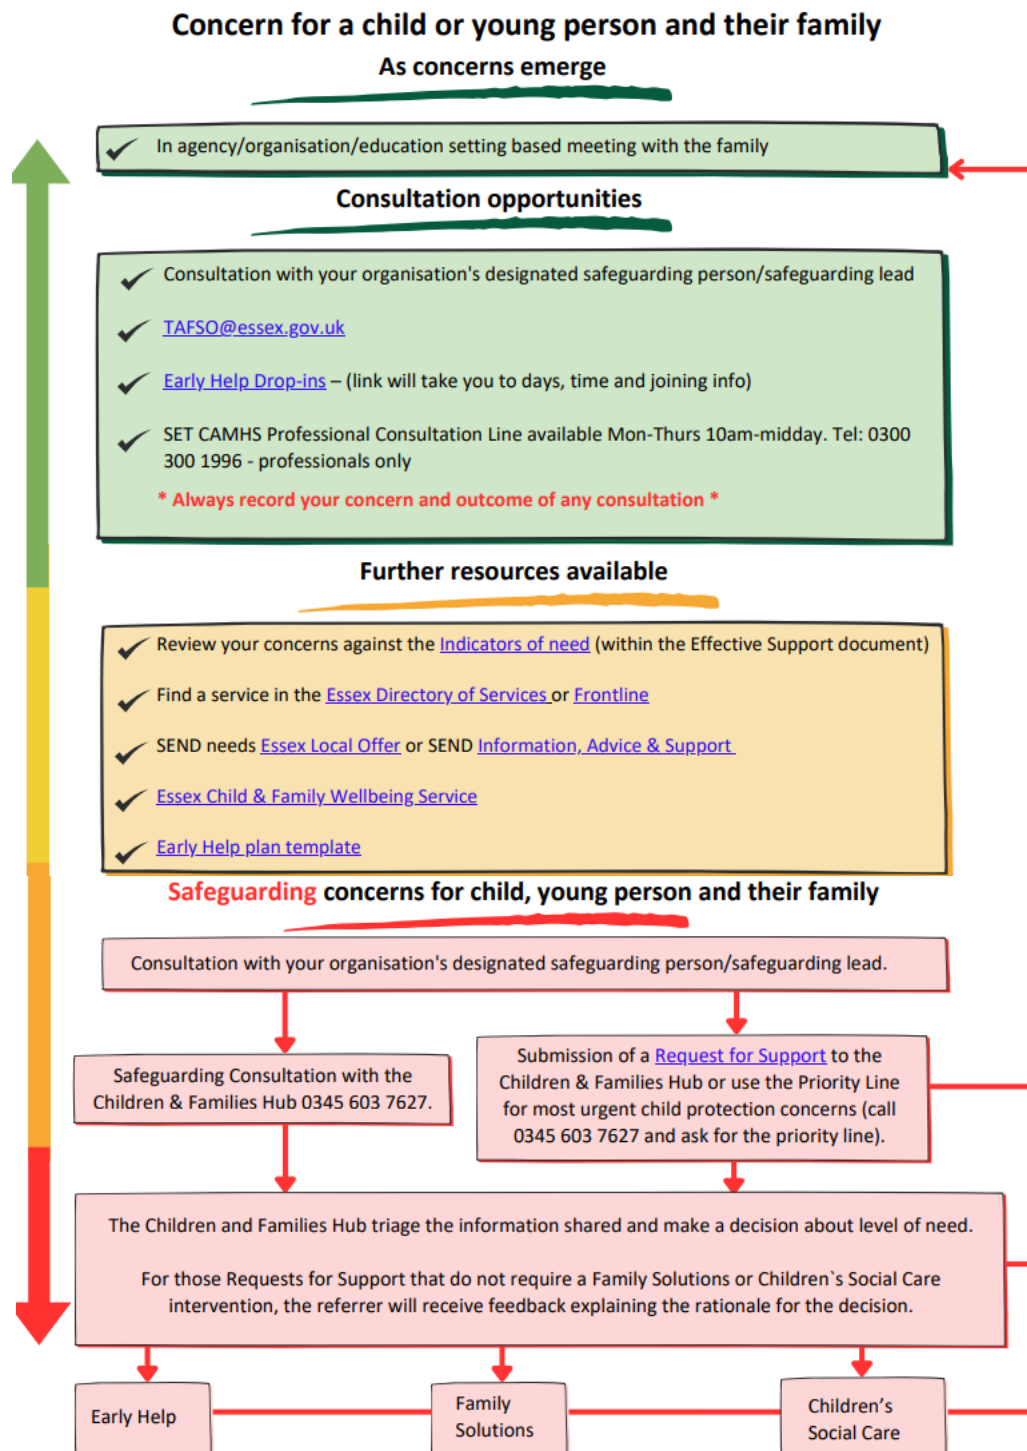 Concern for a child or young person and their family
As concerns emerge
In agency/organisation/education setting based meeting with the family
Consultation opportunities
Consultation with your organisation's designated safeguarding person/safeguarding lead
TAFSO@essex.gov.uk
Early Help Drop-ins – (link will take you to days, time and joining info)
SET CAMHS Professional Consultation Line available Mon-Thurs 10am-midday. Tel: 0300
300 1996 - professionals only
* Always record your concern and outcome of any consultation *
Further resources available
Review your concerns against the Indicators of need (within the Effective Support document)
Find a service in the Essex Directory of Services or Frontline
SEND needs Essex Local Offer or SEND Information, Advice & Support
Essex Child & Family Wellbeing Service
Early Help plan template
Safeguarding concerns for child, young person and their family
Consultation with your organisation's designated safeguarding person/safeguarding lead.
Safeguarding Consultation with the
Children & Families Hub 0345 603 7627.
Submission of a Request for Support to the
Children & Families Hub or use the Priority Line
for most urgent child protection concerns (call
0345 603 7627 and ask for the priority line).
The Children and Families Hub triage the information shared and make a decision about level of need.
For those Requests for Support that do not require a Family Solutions or Children`s Social Care
intervention, the referrer will receive feedback explaining the rationale for the decision.
Early Help
Family
Solutions
Children’s
Social Care